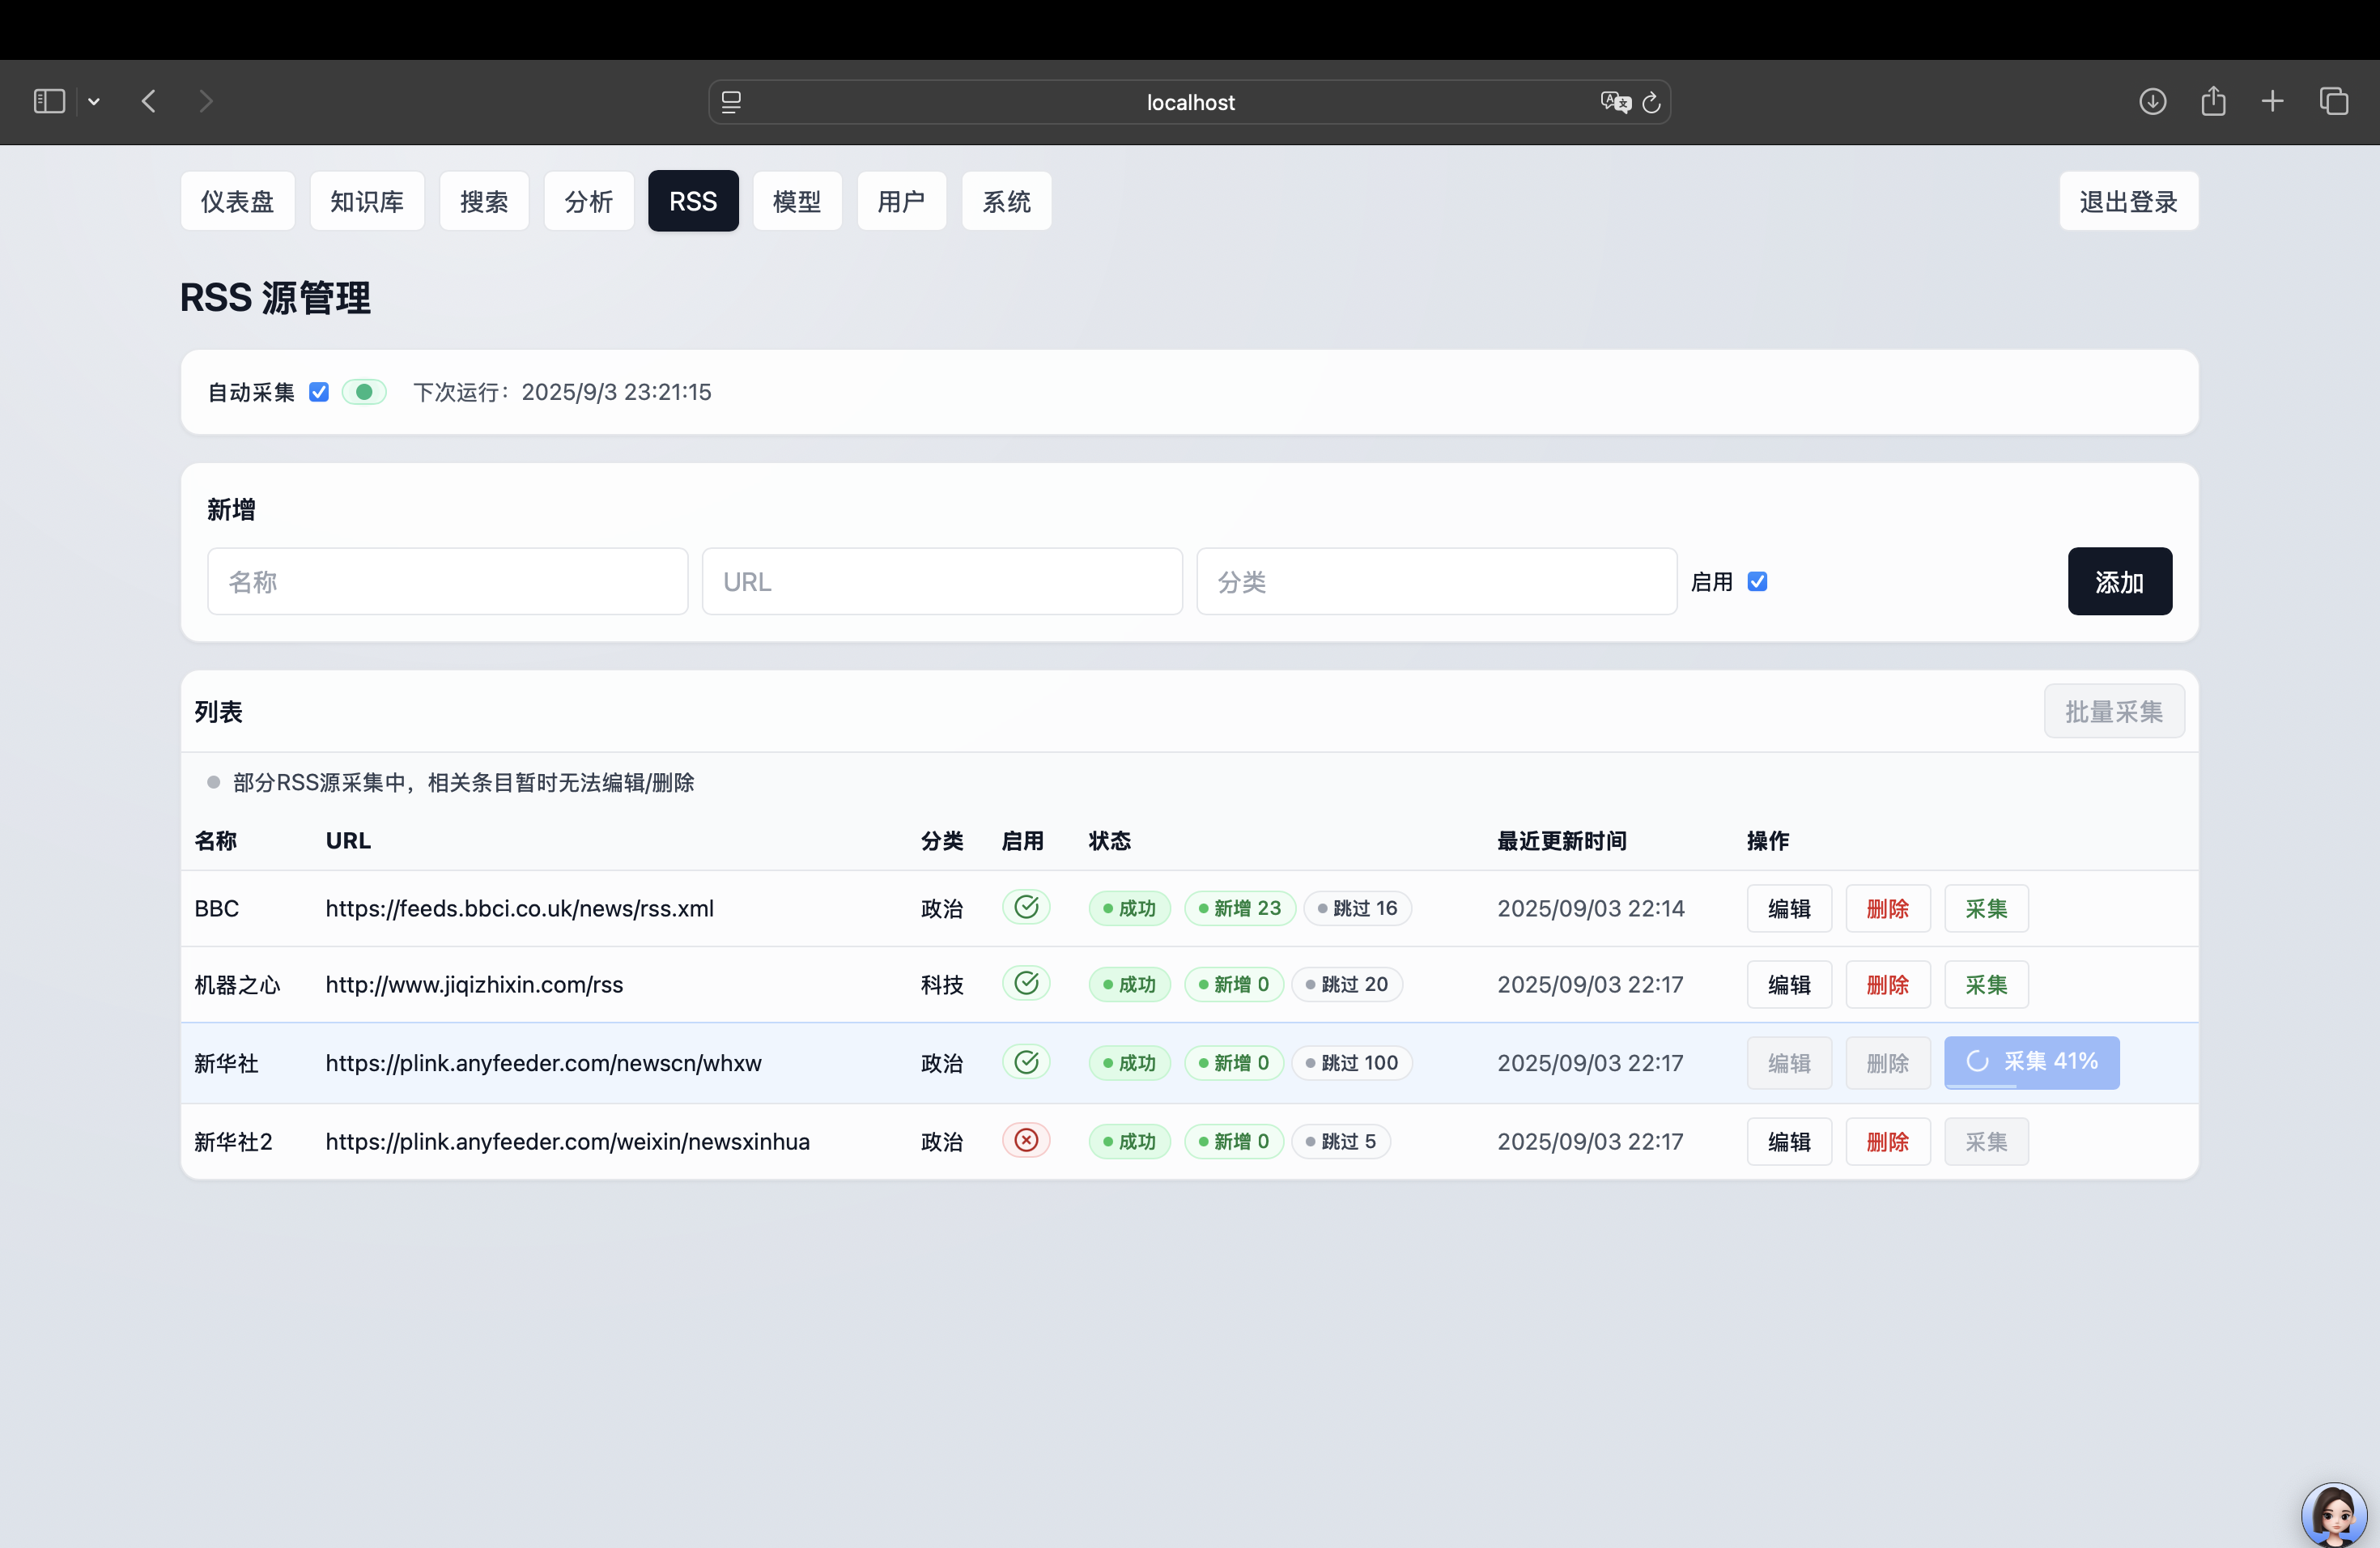 localhost
仪表盘 知识库 搜索 分析 RSS 模型 用户 系统 退出登录
RSS 源管理
自动采集 下次运行：2025/9/3 23:21:15
新增
名称 URL 分类 启用 添加
列表 批量采集
部分RSS源采集中，相关条目暂时无法编辑/删除
名称 URL 分类 启用 状态 最近更新时间 操作
BBC https://feeds.bbci.co.uk/news/rss.xml 政治 成功 新增 23 跳过 16 2025/09/03 22:14 编辑 删除 采集
机器之心 http://www.jiqizhixin.com/rss 科技 成功 新增 0 跳过 20 2025/09/03 22:17 编辑 删除 采集
新华社 https://plink.anyfeeder.com/newscn/whxw 政治 成功 新增 0 跳过 100 2025/09/03 22:17 编辑 删除 采集 41%
新华社2 https://plink.anyfeeder.com/weixin/newsxinhua 政治 成功 新增 0 跳过 5 2025/09/03 22:17 编辑 删除 采集